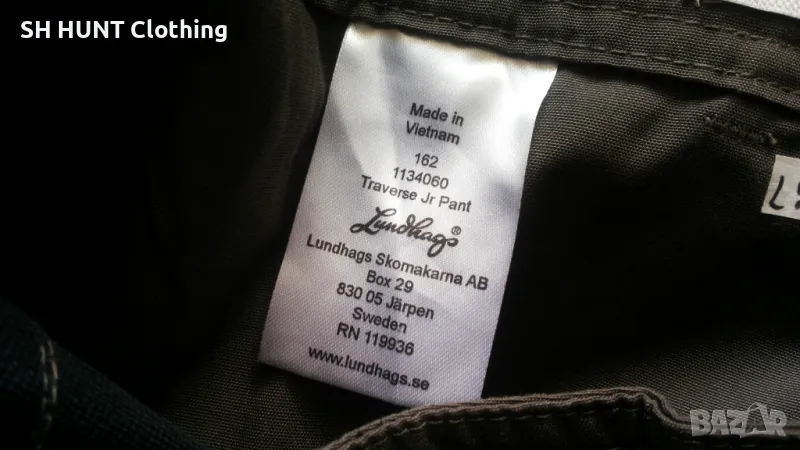 SH HUNT Clothing
Made in
Vietnam
162
1134060
Traverse Jr Pant
Lundhags®
Lundhags Skomakarna AB
Box 29
830 05 Järpen
Sweden
RN 119936
www.lundhags.se
BAZAR